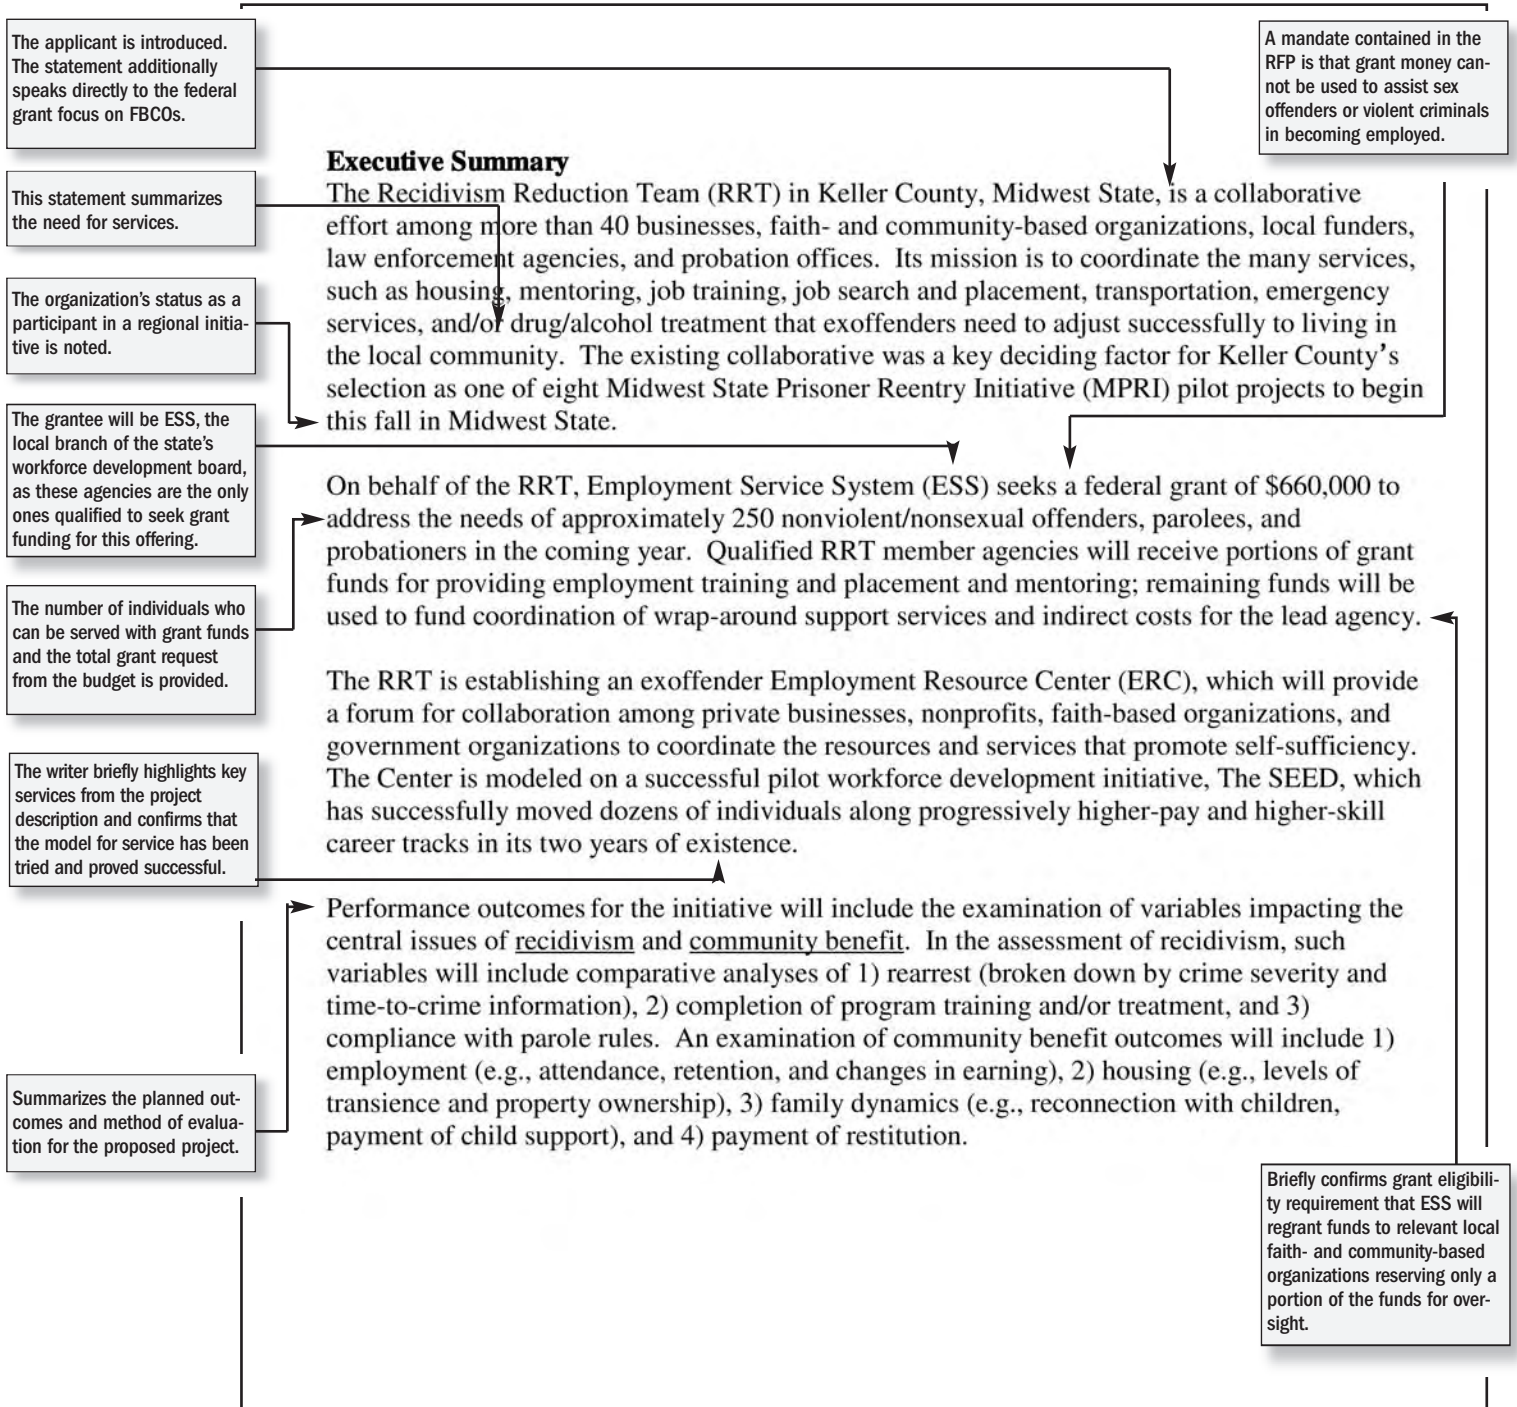 The applicant is introduced.
The statement additionally
speaks directly to the federal
grant focus on FBCOs.
This statement summarizes
the need for services.
The organization's status as a
participant in a regional initia-
tive is noted.
The grantee will be ESS, the
local branch of the state's
workforce development board,
as these agencies are the only
ones qualified to seek grant
funding for this offering.
The number of individuals who
can be served with grant funds
and the total grant request
from the budget is provided.
The writer briefly highlights key
services from the project
description and confirms that
the model for service has been
tried and proved successful.
Summarizes the planned out-
comes and method of evalua-
tion for the proposed project.
A mandate contained in the
RFP is that grant money can-
not be used to assist sex
offenders or violent criminals
in becoming employed.
Executive Summary
The Recidivism Reduction Team (RRT) in Keller County, Midwest State, is a collaborative
effort among more than 40 businesses, faith- and community-based organizations, local funders,
law enforcement agencies, and probation offices.  Its mission is to coordinate the many services,
such as housing, mentoring, job training, job search and placement, transportation, emergency
services, and/or drug/alcohol treatment that exoffenders need to adjust successfully to living in
the local community.  The existing collaborative was a key deciding factor for Keller County's
selection as one of eight Midwest State Prisoner Reentry Initiative (MPRI) pilot projects to begin
this fall in Midwest State.
On behalf of the RRT, Employment Service System (ESS) seeks a federal grant of $660,000 to
address the needs of approximately 250 nonviolent/nonsexual offenders, parolees, and
probationers in the coming year.  Qualified RRT member agencies will receive portions of grant
funds for providing employment training and placement and mentoring; remaining funds will be
used to fund coordination of wrap-around support services and indirect costs for the lead agency.
The RRT is establishing an exoffender Employment Resource Center (ERC), which will provide
a forum for collaboration among private businesses, nonprofits, faith-based organizations, and
government organizations to coordinate the resources and services that promote self-sufficiency.
The Center is modeled on a successful pilot workforce development initiative, The SEED, which
has successfully moved dozens of individuals along progressively higher-pay and higher-skill
career tracks in its two years of existence.
Performance outcomes for the initiative will include the examination of variables impacting the
central issues of recidivism and community benefit.  In the assessment of recidivism, such
variables will include comparative analyses of 1) rearrest (broken down by crime severity and
time-to-crime information), 2) completion of program training and/or treatment, and 3)
compliance with parole rules.  An examination of community benefit outcomes will include 1)
employment (e.g., attendance, retention, and changes in earning), 2) housing (e.g., levels of
transience and property ownership), 3) family dynamics (e.g., reconnection with children,
payment of child support), and 4) payment of restitution.
Briefly confirms grant eligibili-
ty requirement that ESS will
regrant funds to relevant local
faith- and community-based
organizations reserving only a
portion of the funds for over-
sight.